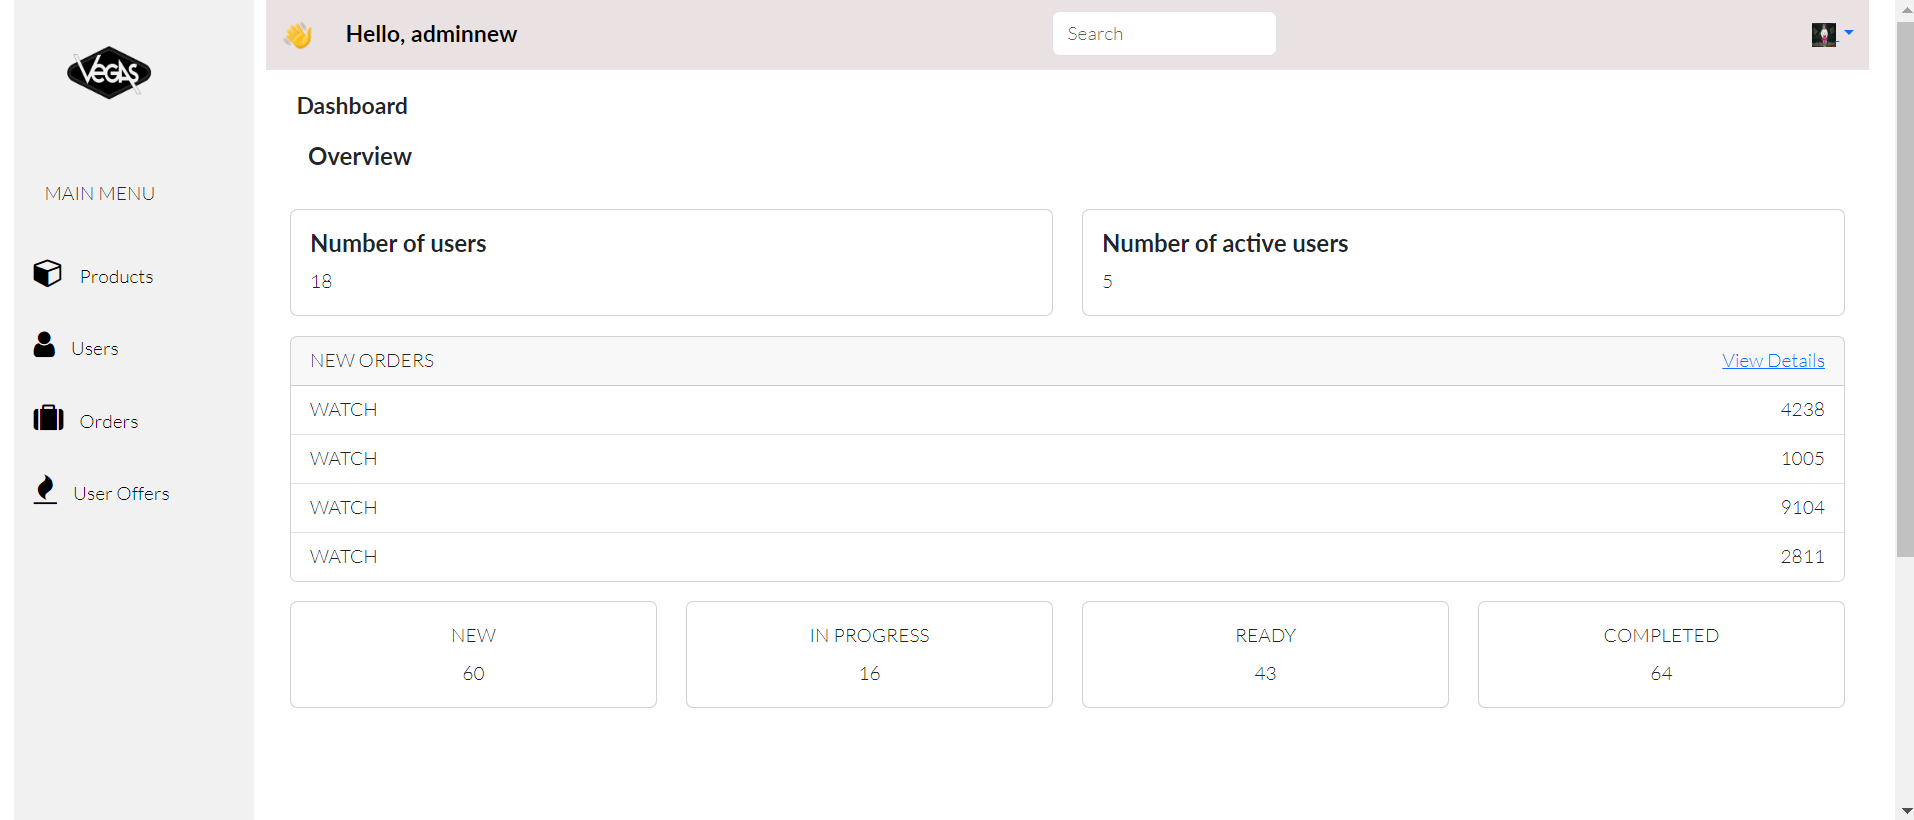 VEGAS
Hello, adminnew
Search
Dashboard
Overview
MAIN MENU
Products
Users
Orders
User Offers
Number of users
18
Number of active users
5
NEW ORDERS View Details
WATCH 4238
WATCH 1005
WATCH 9104
WATCH 2811
NEW
60
IN PROGRESS
16
READY
43
COMPLETED
64